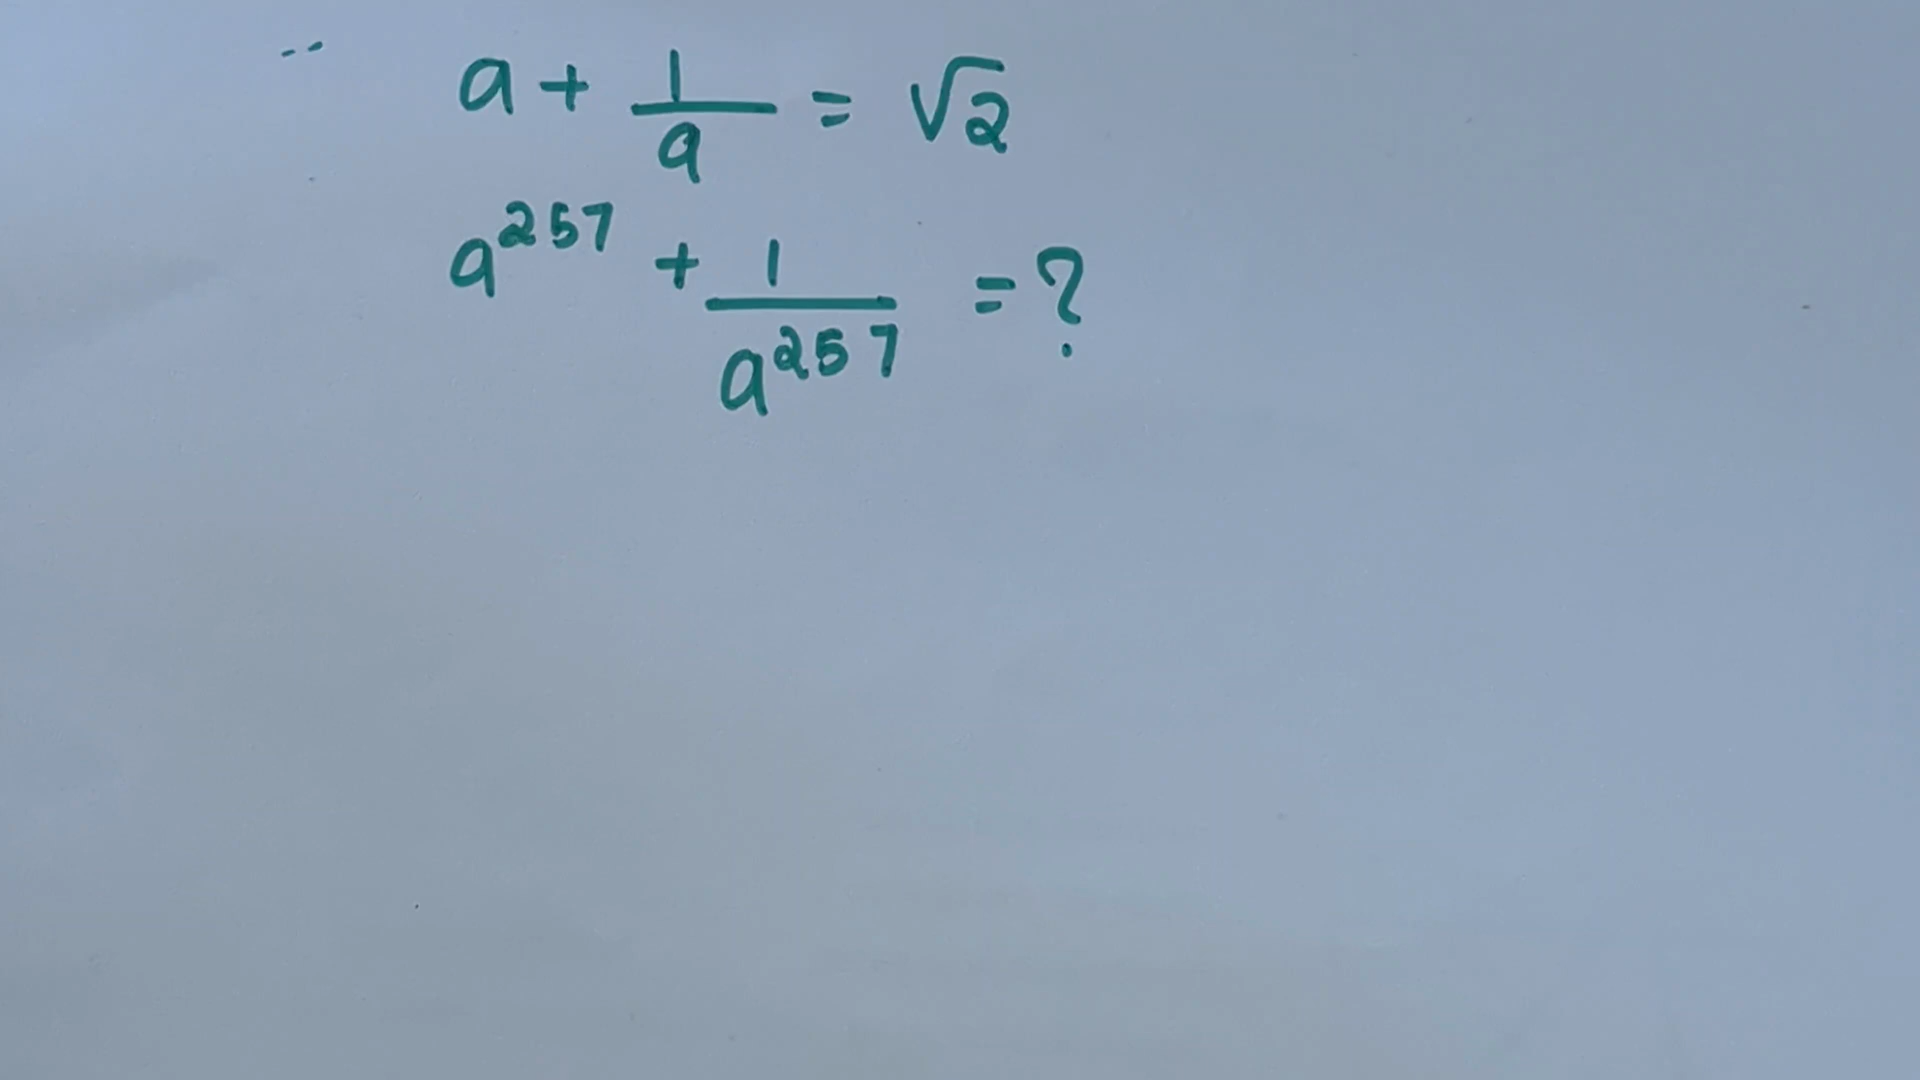 a + 1/a = √2
a^257 + 1/a^257 = ?